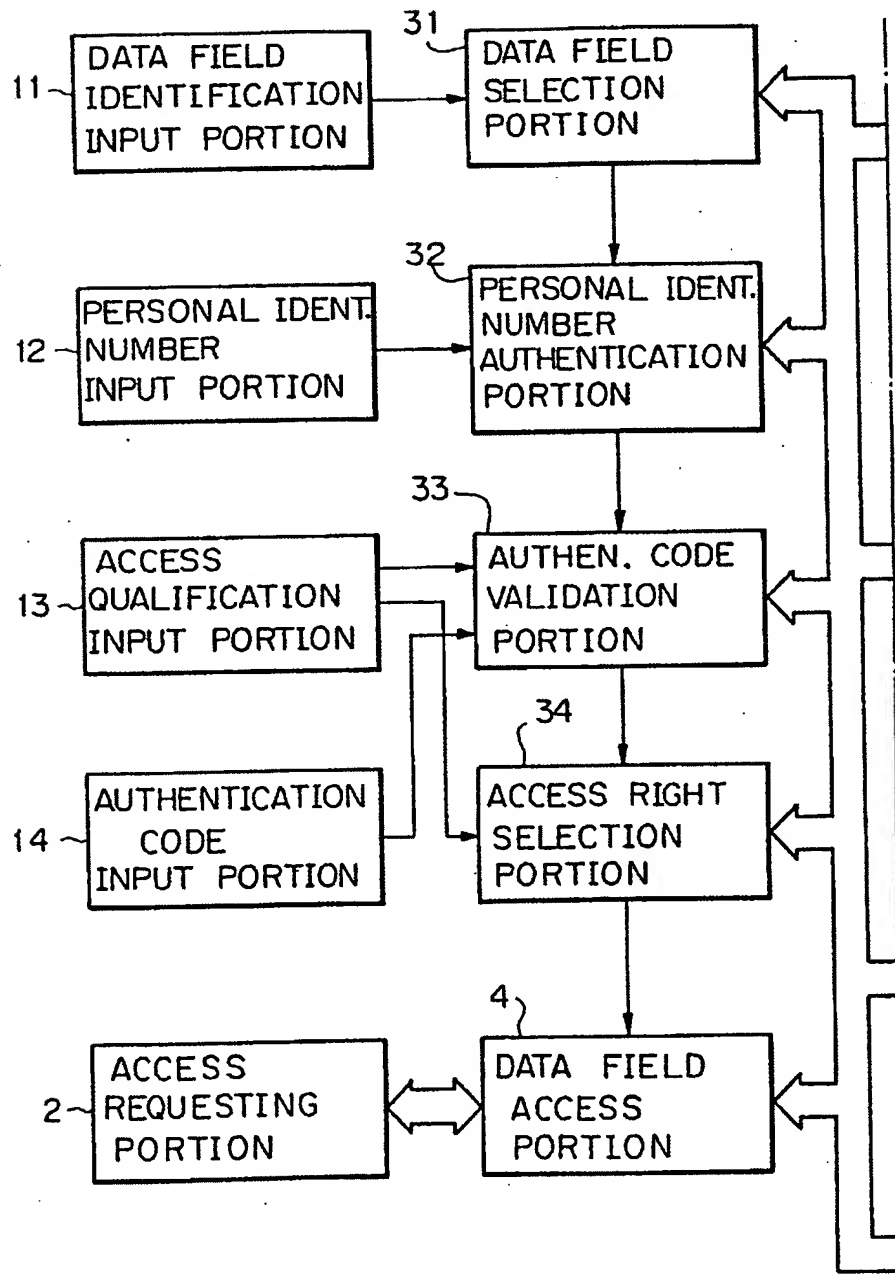 11
DATA FIELD
IDENTIFICATION
INPUT PORTION
31
DATA FIELD
SELECTION
PORTION
12
PERSONAL IDENT.
NUMBER
INPUT PORTION
32
PERSONAL IDENT.
NUMBER
AUTHENTICATION
PORTION
13
ACCESS
QUALIFICATION
INPUT PORTION
33
AUTHEN. CODE
VALIDATION
PORTION
14
AUTHENTICATION
CODE
INPUT PORTION
34
ACCESS RIGHT
SELECTION
PORTION
2
ACCESS
REQUESTING
PORTION
4
DATA FIELD
ACCESS
PORTION